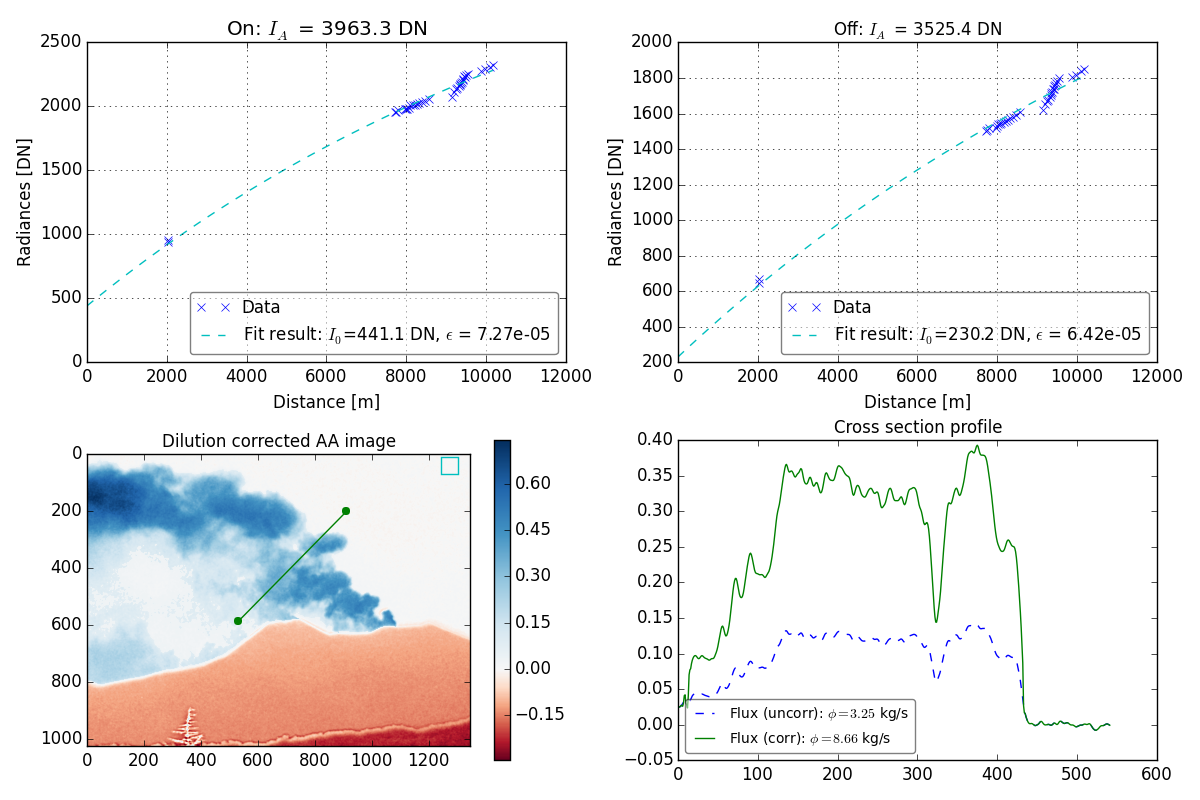 On: I_A = 3963.3 DN
2500
2000
1500
1000
500
0
Radiances [DN]
Data
Fit result: I_0=441.1 DN, ϵ = 7.27e-05
0 2000 4000 6000 8000 10000 12000
Distance [m]
Off: I_A = 3525.4 DN
2000
1800
1600
1400
1200
1000
800
600
400
200
Radiances [DN]
Data
Fit result: I_0=230.2 DN, ϵ = 6.42e-05
0 2000 4000 6000 8000 10000 12000
Distance [m]
Dilution corrected AA image
0
200
400
600
800
1000
0 200 400 600 800 1000 1200
0.60
0.45
0.30
0.15
0.00
−0.15
Cross section profile
0.40
0.35
0.30
0.25
0.20
0.15
0.10
0.05
0.00
−0.05
Flux (uncorr): ϕ=3.25 kg/s
Flux (corr): ϕ=8.66 kg/s
0 100 200 300 400 500 600